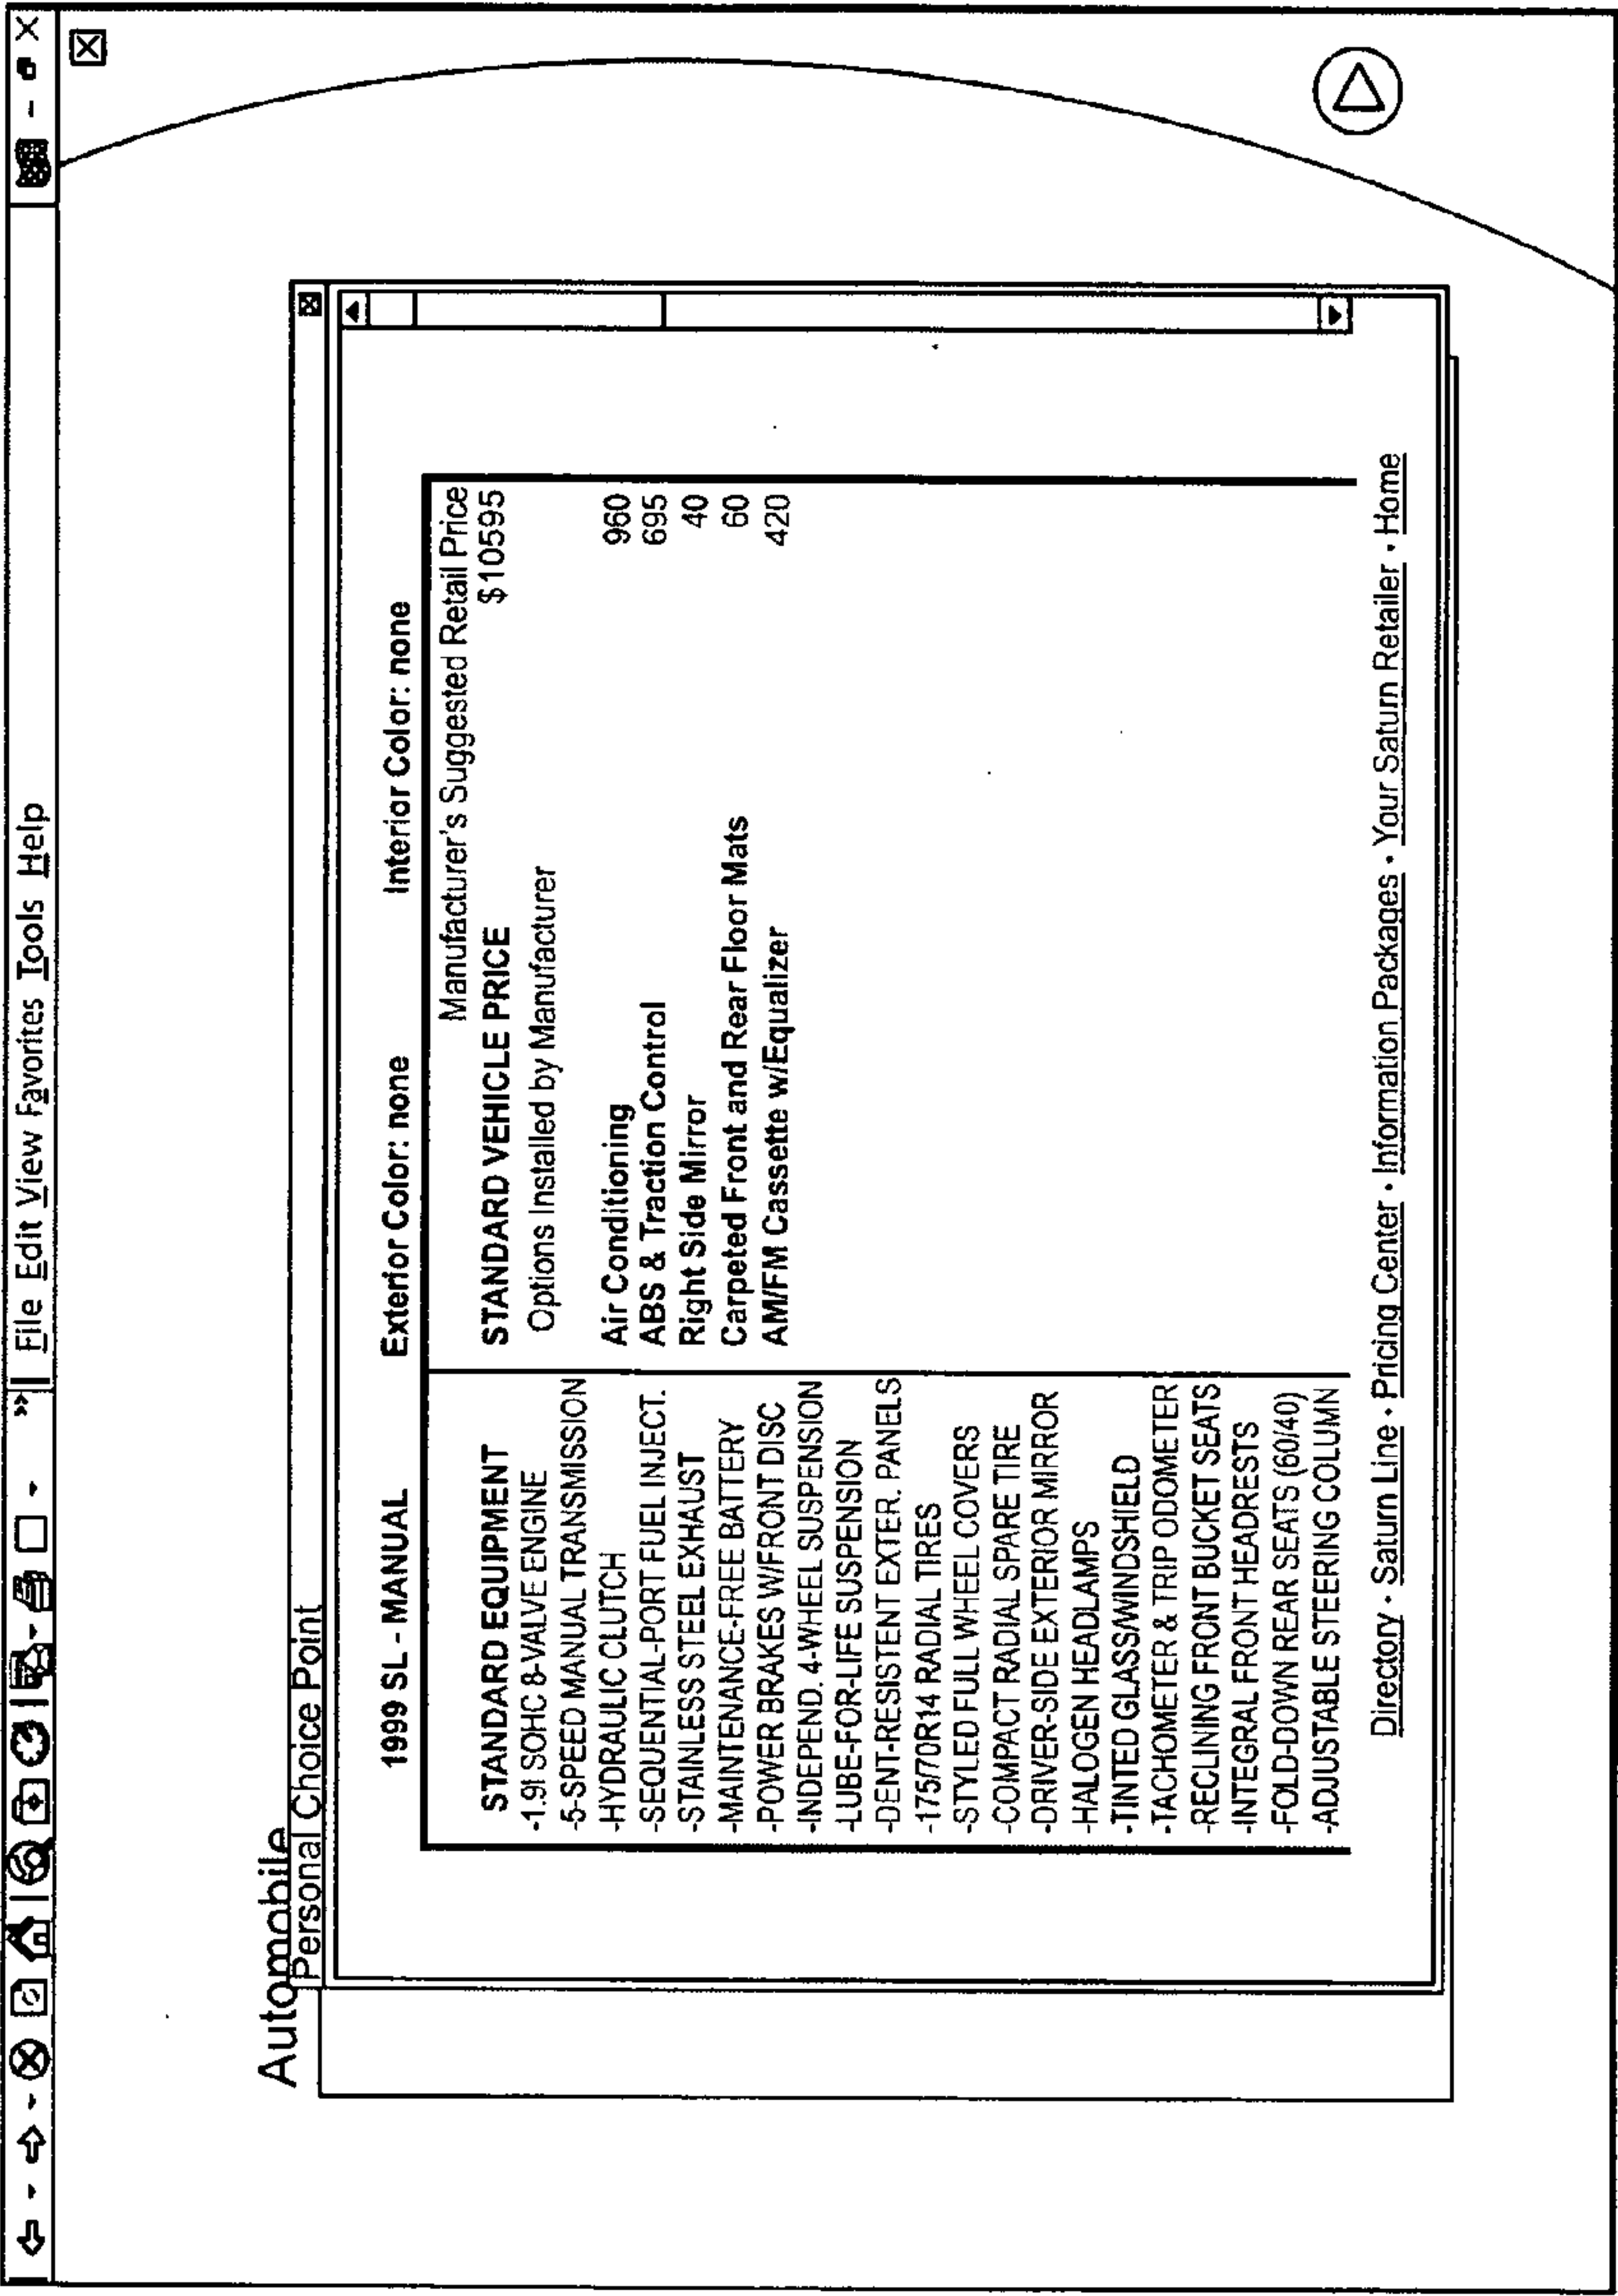 File Edit View Favorites Tools Help
Automobile
Personal Choice Point
1999 SL - MANUAL Exterior Color: none Interior Color: none
STANDARD EQUIPMENT
-1.9l SOHC 8-VALVE ENGINE
-5-SPEED MANUAL TRANSMISSION
-HYDRAULIC CLUTCH
-SEQUENTIAL-PORT FUEL INJECT.
-STAINLESS STEEL EXHAUST
-MAINTENANCE-FREE BATTERY
-POWER BRAKES W/FRONT DISC
-INDEPEND. 4-WHEEL SUSPENSION
-LUBE-FOR-LIFE SUSPENSION
-DENT-RESISTENT EXTER. PANELS
-175/70R14 RADIAL TIRES
-STYLED FULL WHEEL COVERS
-COMPACT RADIAL SPARE TIRE
-DRIVER-SIDE EXTERIOR MIRROR
-HALOGEN HEADLAMPS
-TINTED GLASS/WINDSHIELD
-TACHOMETER & TRIP ODOMETER
-RECLINING FRONT BUCKET SEATS
-INTEGRAL FRONT HEADRESTS
-FOLD-DOWN REAR SEATS (60/40)
-ADJUSTABLE STEERING COLUMN
Manufacturer's Suggested Retail Price
STANDARD VEHICLE PRICE $10595
Options Installed by Manufacturer
Air Conditioning 960
ABS & Traction Control 695
Right Side Mirror 40
Carpeted Front and Rear Floor Mats 60
AM/FM Cassette w/Equalizer 420
Directory • Saturn Line • Pricing Center • Information Packages • Your Saturn Retailer • Home